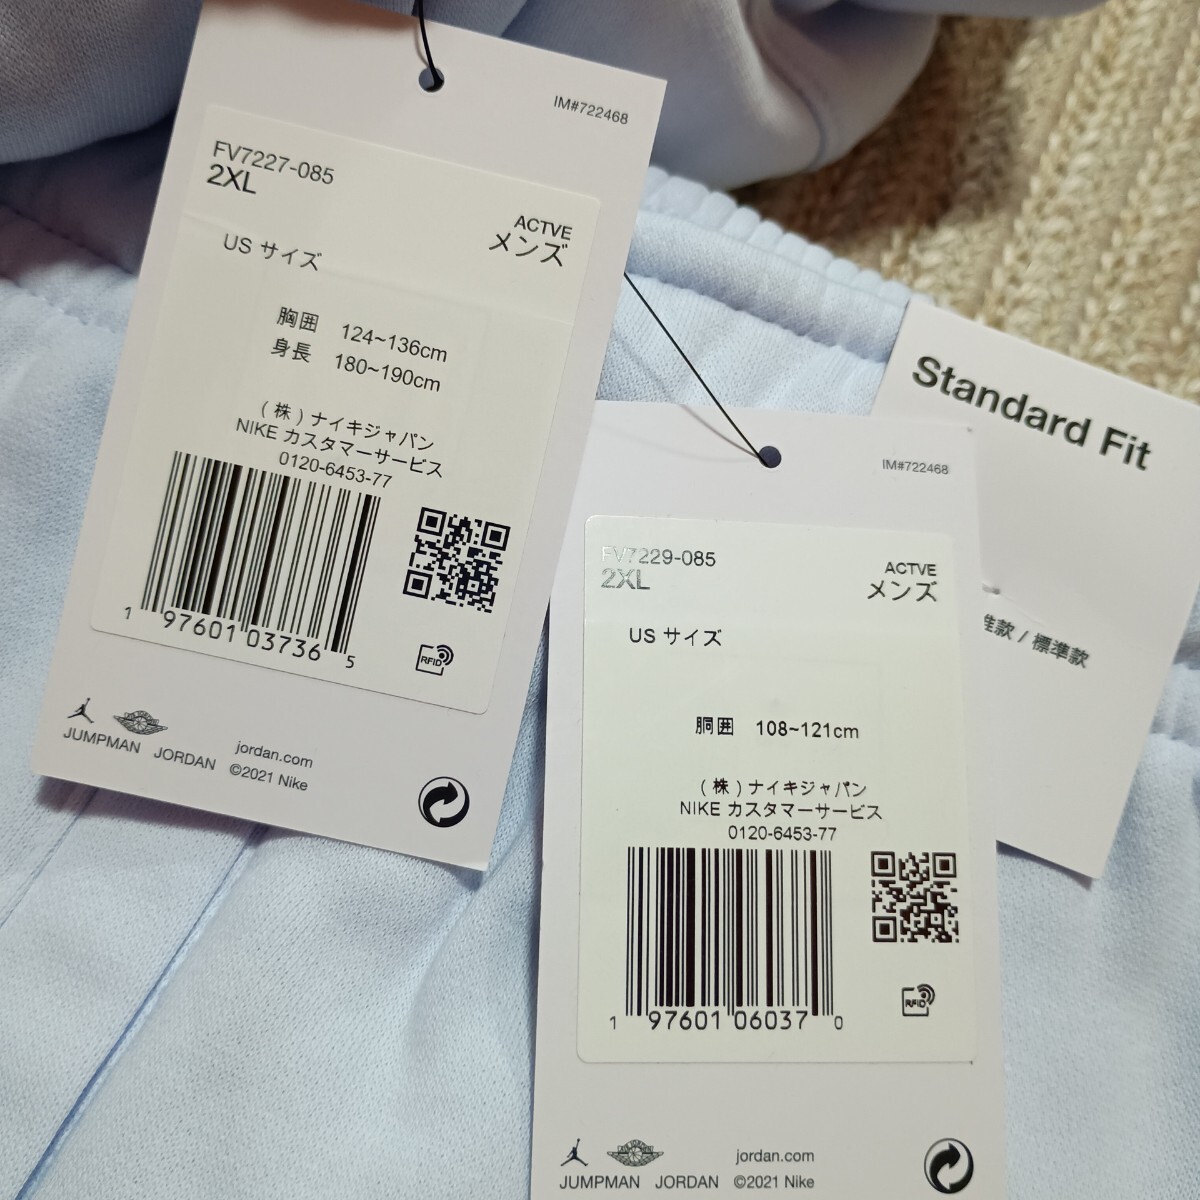 IM#722468
FV7227-085
2XL
ACTVE
メンズ
US サイズ
胸囲 124~136cm
身長 180~190cm
(株)ナイキジャパン
NIKE カスタマーサービス
0120-6453-77
1 97601 03736 5
RFID
JUMPMAN JORDAN
jordan.com
©2021 Nike
Standard Fit
准款 / 標準款
IM#722468
FV7229-085
2XL
ACTVE
メンズ
US サイズ
胴囲 108~121cm
(株)ナイキジャパン
NIKE カスタマーサービス
0120-6453-77
1 97601 06037 0
RFID
JUMPMAN JORDAN
jordan.com
©2021 Nike